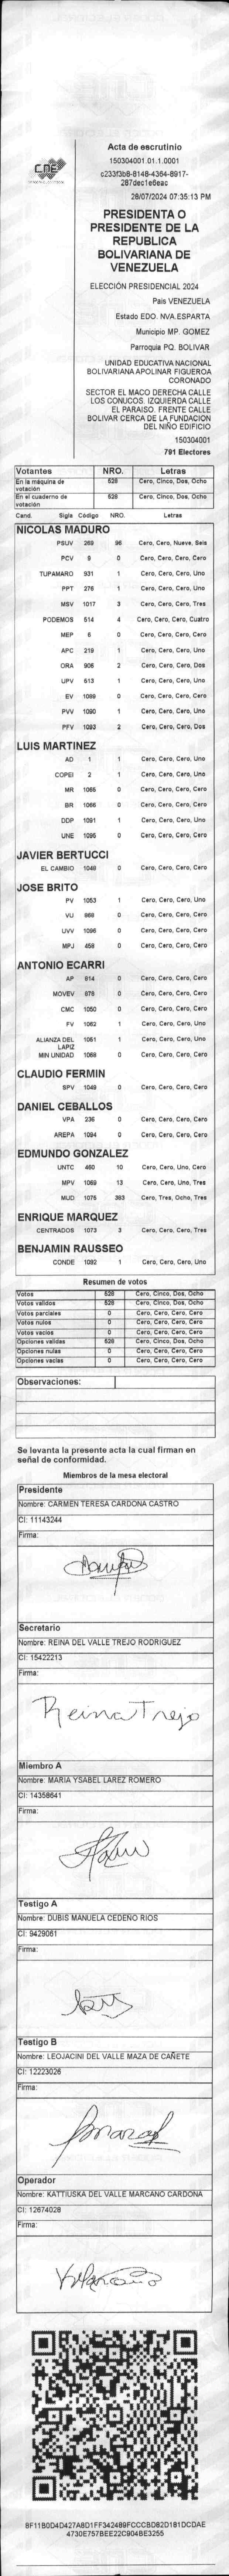 CNE
Acta de escrutinio
150304001.01.1.0001
c233f3b8-8148-4364-8917-
287dec1e6eac
28/07/2024 07:35:13 PM
PRESIDENTA O
PRESIDENTE DE LA
REPUBLICA
BOLIVARIANA DE
VENEZUELA
ELECCIÓN PRESIDENCIAL 2024
Pais VENEZUELA
Estado EDO. NVA.ESPARTA
Municipio MP. GOMEZ
Parroquia PQ. BOLIVAR
UNIDAD EDUCATIVA NACIONAL
BOLIVARIANA APOLINAR FIGUEROA
CORONADO
SECTOR EL MACO DERECHA CALLE
LOS CONUCOS. IZQUIERDA CALLE
EL PARAISO. FRENTE CALLE
BOLIVAR CERCA DE LA FUNDACION
DEL NIÑO EDIFICIO
150304001
791 Electores
Votantes NRO. Letras
En la máquina de votación 528 Cero, Cinco, Dos, Ocho
En el cuaderno de votación 528 Cero, Cinco, Dos, Ocho
Cand. Sigla Código NRO. Letras
NICOLAS MADURO
PSUV 269 96 Cero, Cero, Nueve, Seis
PCV 9 0 Cero, Cero, Cero, Cero
TUPAMARO 931 1 Cero, Cero, Cero, Uno
PPT 276 1 Cero, Cero, Cero, Uno
MSV 1017 3 Cero, Cero, Cero, Tres
PODEMOS 514 4 Cero, Cero, Cero, Cuatro
MEP 6 0 Cero, Cero, Cero, Cero
APC 219 1 Cero, Cero, Cero, Uno
ORA 906 2 Cero, Cero, Cero, Dos
UPV 613 1 Cero, Cero, Cero, Uno
EV 1089 0 Cero, Cero, Cero, Cero
PVV 1090 1 Cero, Cero, Cero, Uno
PFV 1093 2 Cero, Cero, Cero, Dos
LUIS MARTINEZ
AD 1 1 Cero, Cero, Cero, Uno
COPEI 2 1 Cero, Cero, Cero, Uno
MR 1065 0 Cero, Cero, Cero, Cero
BR 1066 0 Cero, Cero, Cero, Cero
DDP 1091 1 Cero, Cero, Cero, Uno
UNE 1095 0 Cero, Cero, Cero, Cero
JAVIER BERTUCCI
EL CAMBIO 1048 0 Cero, Cero, Cero, Cero
JOSE BRITO
PV 1053 1 Cero, Cero, Cero, Uno
VU 969 0 Cero, Cero, Cero, Cero
UVV 1096 0 Cero, Cero, Cero, Cero
MPJ 458 0 Cero, Cero, Cero, Cero
ANTONIO ECARRI
AP 814 0 Cero, Cero, Cero, Cero
MOVEV 976 0 Cero, Cero, Cero, Cero
CMC 1050 0 Cero, Cero, Cero, Cero
FV 1062 1 Cero, Cero, Cero, Uno
ALIANZA DEL LAPIZ 1051 1 Cero, Cero, Cero, Uno
MIN UNIDAD 1068 0 Cero, Cero, Cero, Cero
CLAUDIO FERMIN
SPV 1049 0 Cero, Cero, Cero, Cero
DANIEL CEBALLOS
VPA 236 0 Cero, Cero, Cero, Cero
AREPA 1094 0 Cero, Cero, Cero, Cero
EDMUNDO GONZALEZ
UNTC 460 10 Cero, Cero, Uno, Cero
MPV 1069 13 Cero, Cero, Uno, Tres
MUD 1076 383 Cero, Tres, Ocho, Tres
ENRIQUE MARQUEZ
CENTRADOS 1073 3 Cero, Cero, Cero, Tres
BENJAMIN RAUSSEO
CONDE 1092 1 Cero, Cero, Cero, Uno
Resumen de votos
Votos 528 Cero, Cinco, Dos, Ocho
Votos validos 528 Cero, Cinco, Dos, Ocho
Votos parciales 0 Cero, Cero, Cero, Cero
Votos nulos 0 Cero, Cero, Cero, Cero
Votos vacios 0 Cero, Cero, Cero, Cero
Opciones validas 528 Cero, Cinco, Dos, Ocho
Opciones nulas 0 Cero, Cero, Cero, Cero
Opciones vacias 0 Cero, Cero, Cero, Cero
Observaciones:
Se levanta la presente acta la cual firman en
señal de conformidad.
Miembros de la mesa electoral
Presidente
Nombre: CARMEN TERESA CARDONA CASTRO
CI: 11143244
Firma:
Secretario
Nombre: REINA DEL VALLE TREJO RODRIGUEZ
CI: 15422213
Firma:
Reina Trejo
Miembro A
Nombre: MARIA YSABEL LAREZ ROMERO
CI: 14358641
Firma:
Testigo A
Nombre: DUBIS MANUELA CEDEÑO RIOS
CI: 9429061
Firma:
Testigo B
Nombre: LEOJACINI DEL VALLE MAZA DE CAÑETE
CI: 12223026
Firma:
Operador
Nombre: KATTIUSKA DEL VALLE MARCANO CARDONA
CI: 12674028
Firma:
8F11B0D4D427A8D1FF342489FCCCBD82D181DCDAE
4730E757BEE22C904BE3255